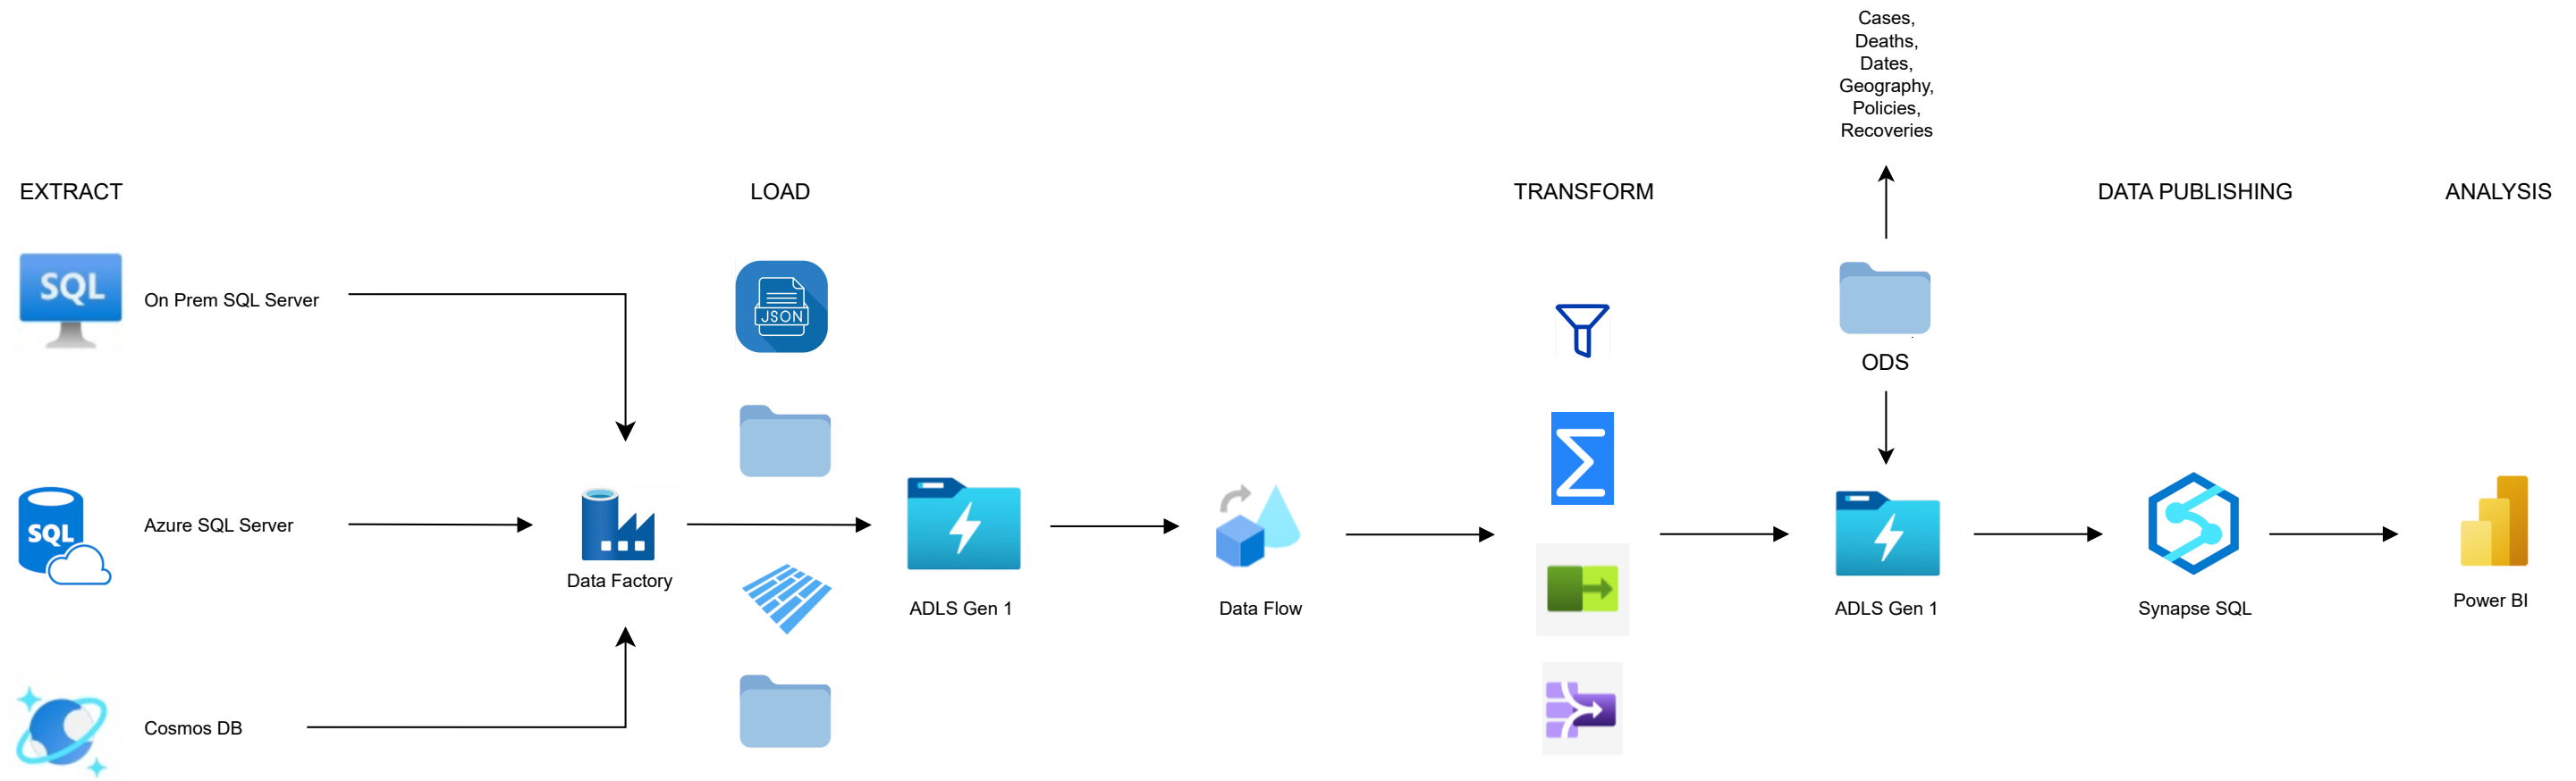 Cases,
Deaths,
Dates,
Geography,
Policies,
Recoveries
EXTRACT
LOAD
TRANSFORM
DATA PUBLISHING
ANALYSIS
SQL
On Prem SQL Server
JSON
ODS
SQL
Azure SQL Server
Data Factory
ADLS Gen 1
Data Flow
ADLS Gen 1
Synapse SQL
Power BI
Cosmos DB